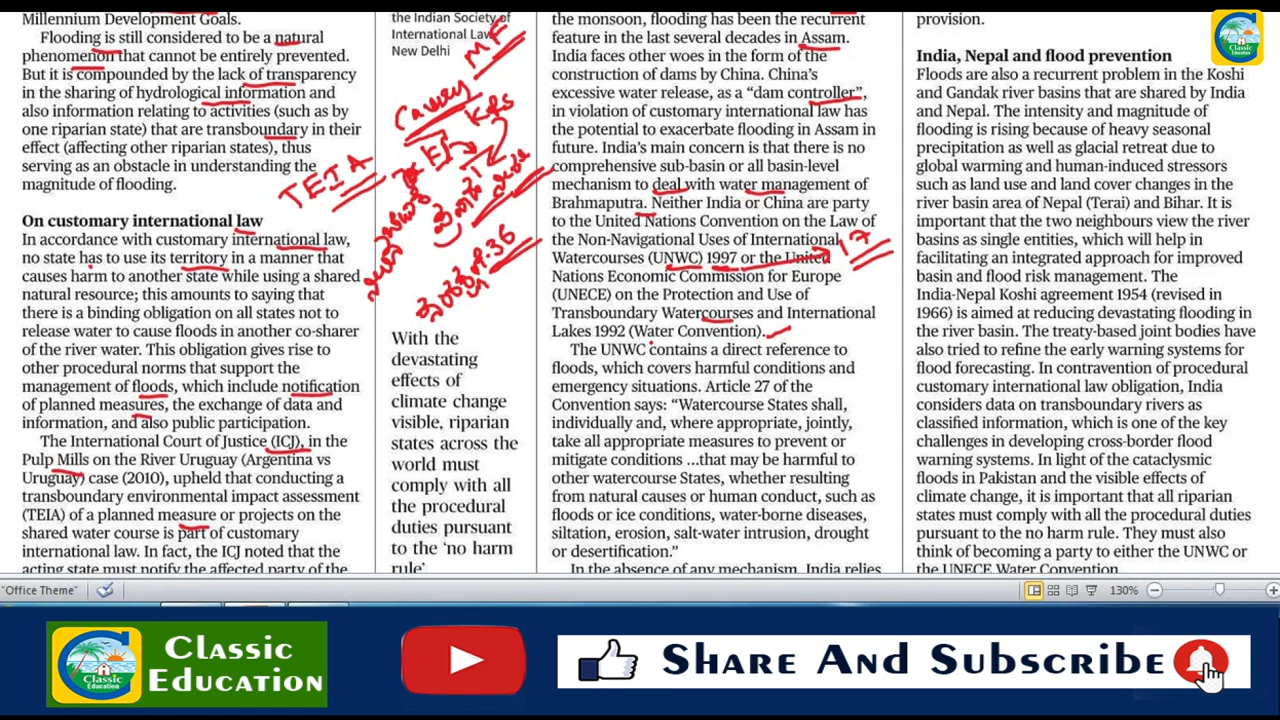 Millennium Development Goals.
Flooding is still considered to be a natural
phenomenon that cannot be entirely prevented.
But it is compounded by the lack of transparency
in the sharing of hydrological information and
also information relating to activities (such as by
one riparian state) that are transboundary in their
effect (affecting other riparian states), thus
serving as an obstacle in understanding the
magnitude of flooding.
On customary international law
In accordance with customary international law,
no state has to use its territory in a manner that
causes harm to another state while using a shared
natural resource; this amounts to saying that
there is a binding obligation on all states not to
release water to cause floods in another co-sharer
of the river water. This obligation gives rise to
other procedural norms that support the
management of floods, which include notification
of planned measures, the exchange of data and
information, and also public participation.
The International Court of Justice (ICJ), in the
Pulp Mills on the River Uruguay (Argentina vs
Uruguay) case (2010), upheld that conducting a
transboundary environmental impact assessment
(TEIA) of a planned measure or projects on the
shared water course is part of customary
international law. In fact, the ICJ noted that the
acting state must notify the affected party of the
the Indian Society of
International Law,
New Delhi
MF
Cauvery
KRS
TEIA
With the
devastating
effects of
climate change
visible, riparian
states across the
world must
comply with all
the procedural
duties pursuant
to the 'no harm
rule'
the monsoon, flooding has been the recurrent
feature in the last several decades in Assam.
India faces other woes in the form of the
construction of dams by China. China's
excessive water release, as a "dam controller",
in violation of customary international law has
the potential to exacerbate flooding in Assam in
future. India's main concern is that there is no
comprehensive sub-basin or all basin-level
mechanism to deal with water management of
Brahmaputra. Neither India or China are party
to the United Nations Convention on the Law of
the Non-Navigational Uses of International
Watercourses (UNWC) 1997 or the United
17
Nations Economic Commission for Europe
(UNECE) on the Protection and Use of
Transboundary Watercourses and International
Lakes 1992 (Water Convention).
The UNWC contains a direct reference to
floods, which covers harmful conditions and
emergency situations. Article 27 of the
Convention says: "Watercourse States shall,
individually and, where appropriate, jointly,
take all appropriate measures to prevent or
mitigate conditions ...that may be harmful to
other watercourse States, whether resulting
from natural causes or human conduct, such as
floods or ice conditions, water-borne diseases,
siltation, erosion, salt-water intrusion, drought
or desertification."
In the absence of any mechanism, India relies
provision.
India, Nepal and flood prevention
Floods are also a recurrent problem in the Koshi
and Gandak river basins that are shared by India
and Nepal. The intensity and magnitude of
flooding is rising because of heavy seasonal
precipitation as well as glacial retreat due to
global warming and human-induced stressors
such as land use and land cover changes in the
river basin area of Nepal (Terai) and Bihar. It is
important that the two neighbours view the river
basins as single entities, which will help in
facilitating an integrated approach for improved
basin and flood risk management. The
India-Nepal Koshi agreement 1954 (revised in
1966) is aimed at reducing devastating flooding in
the river basin. The treaty-based joint bodies have
also tried to refine the early warning systems for
flood forecasting. In contravention of procedural
customary international law obligation, India
considers data on transboundary rivers as
classified information, which is one of the key
challenges in developing cross-border flood
warning systems. In light of the cataclysmic
floods in Pakistan and the visible effects of
climate change, it is important that all riparian
states must comply with all the procedural duties
pursuant to the no harm rule. They must also
think of becoming a party to either the UNWC or
the UNECE Water Convention
Classic
Education
"Office Theme"
130%
Classic
Education
Classic
Education
Share And Subscribe